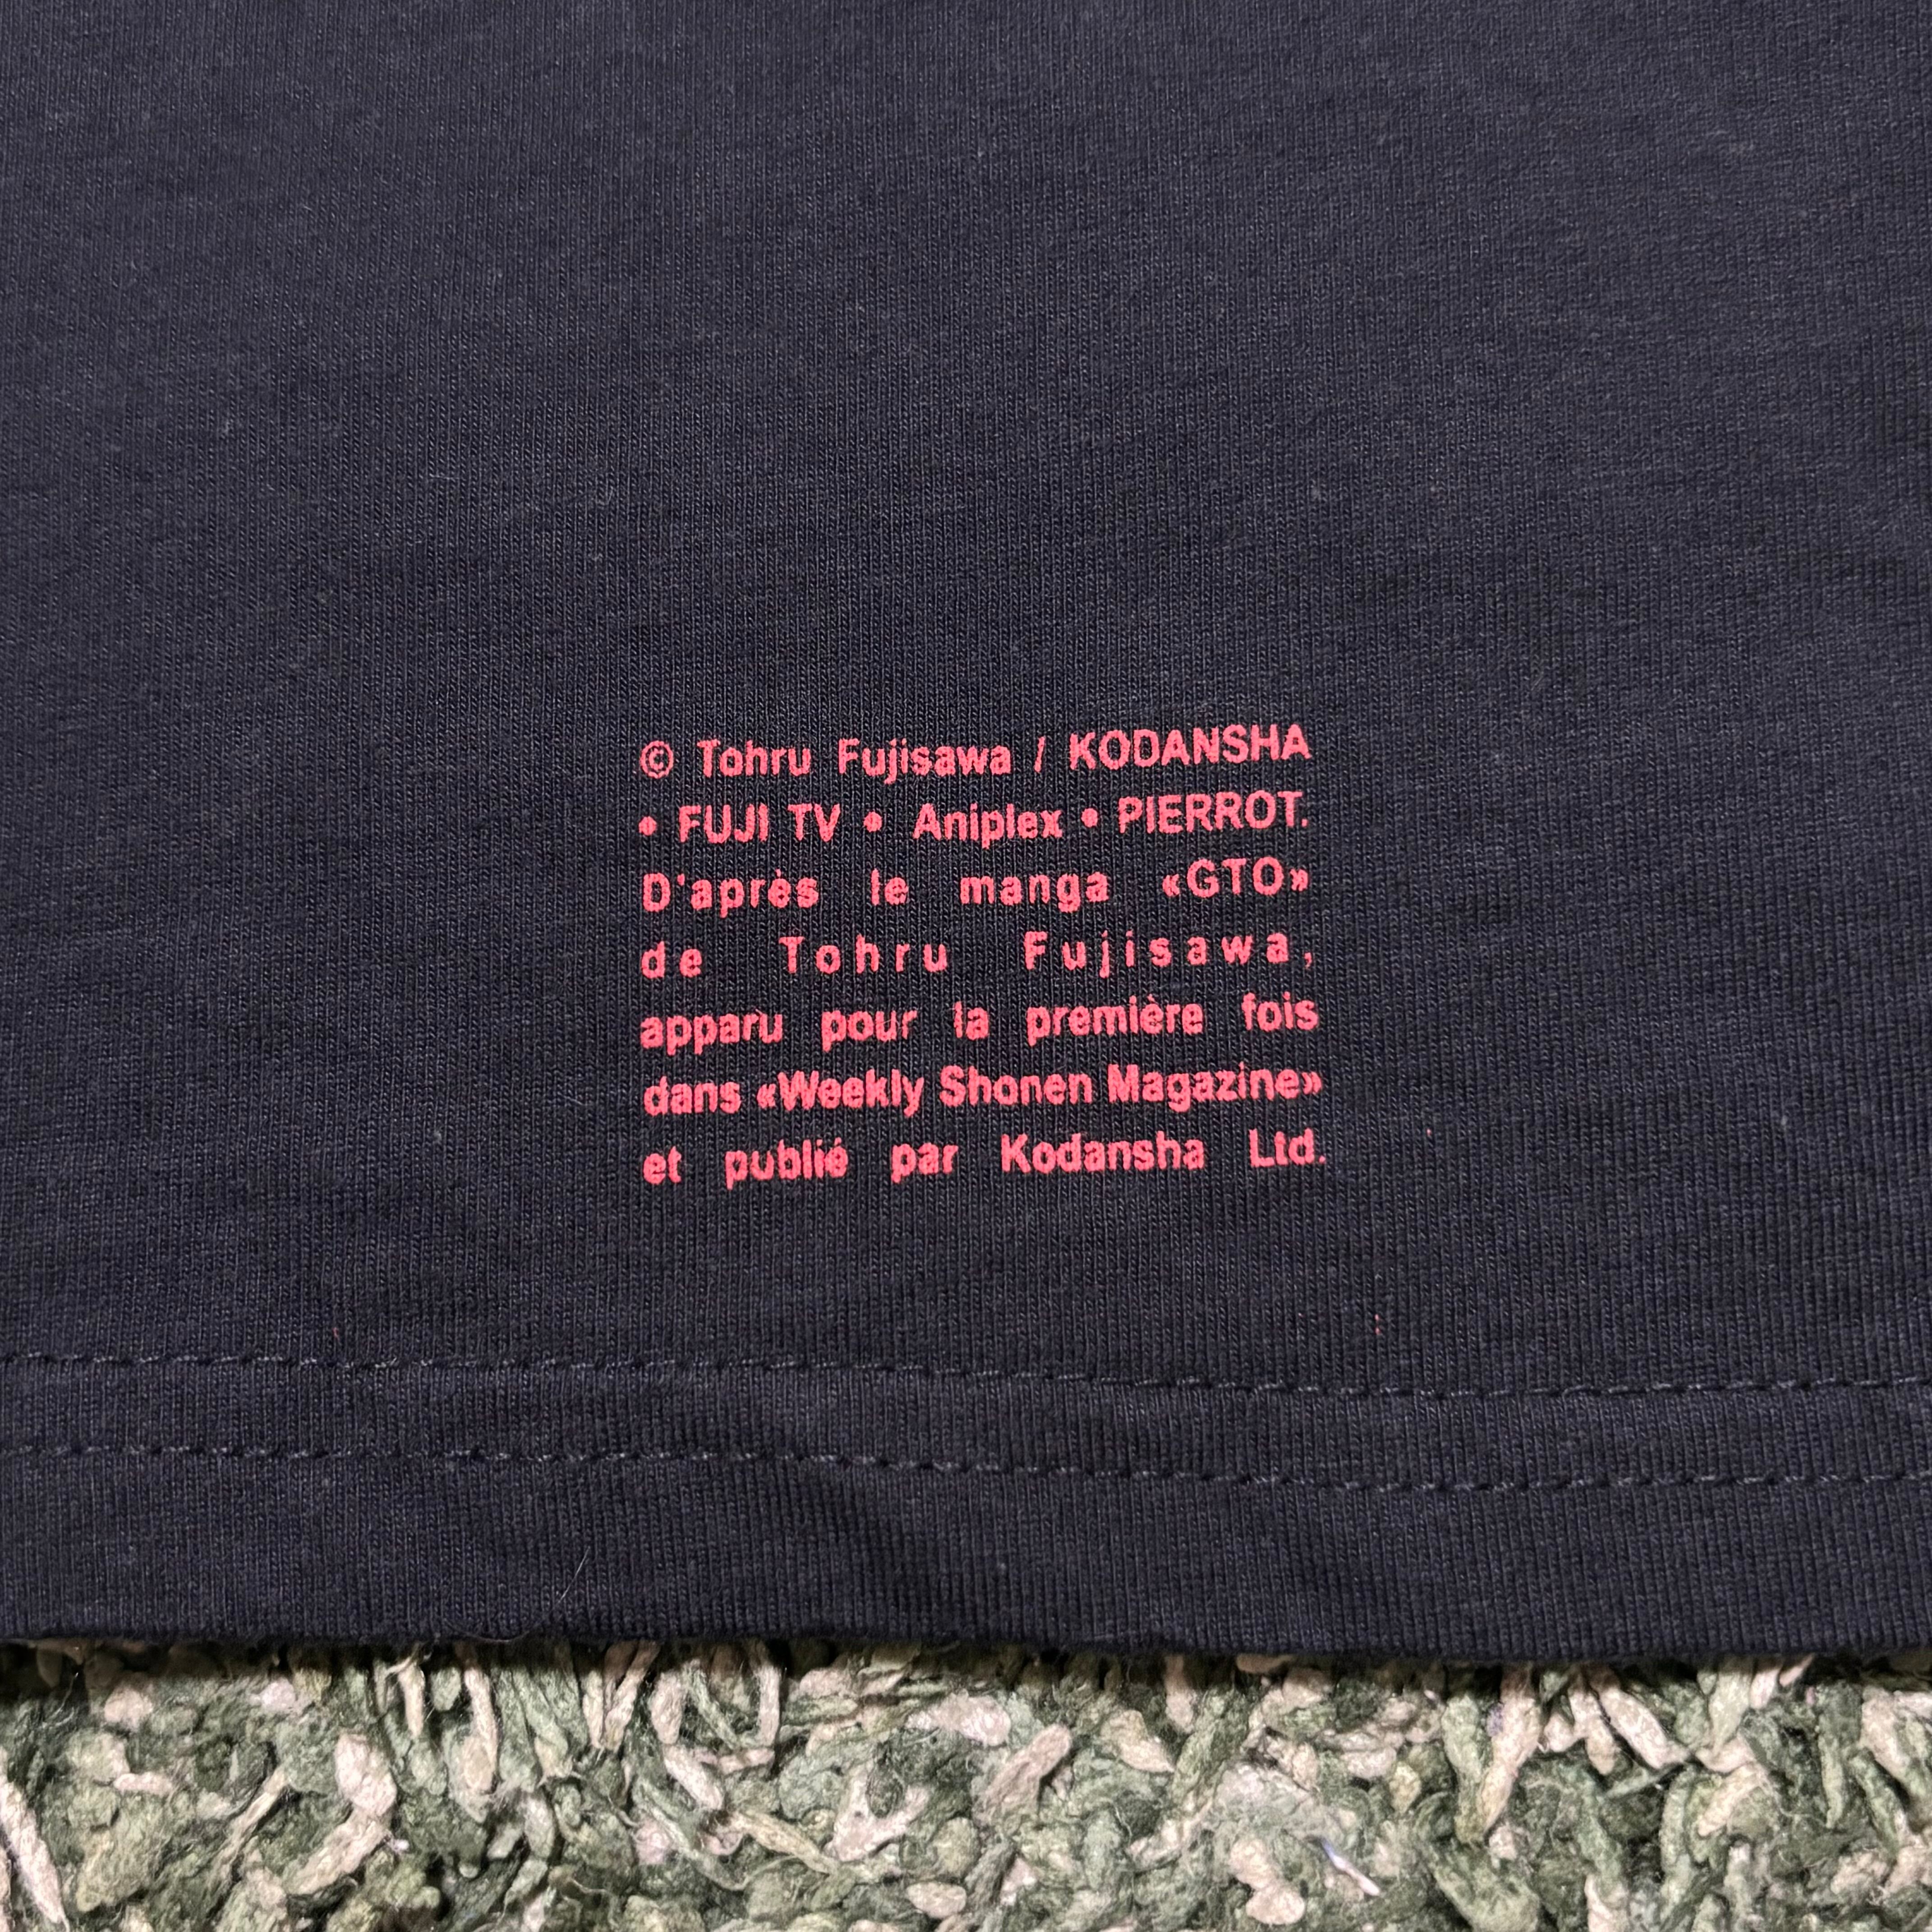 © Tohru Fujisawa / KODANSHA
• FUJI TV • Aniplex • PIERROT.
D'après le manga «GTO»
de Tohru Fujisawa,
apparu pour la première fois
dans «Weekly Shonen Magazine»
et publié par Kodansha Ltd.